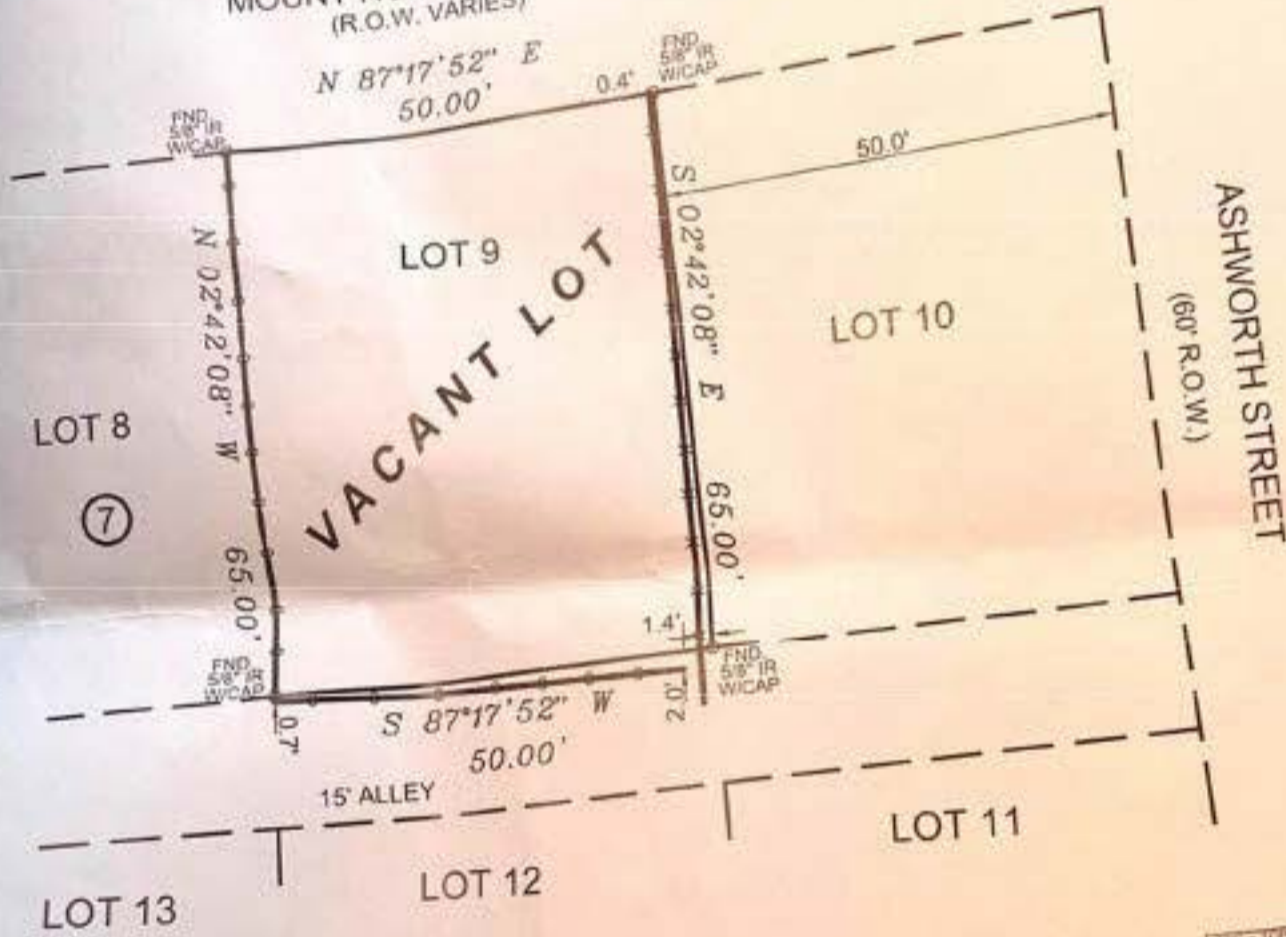 MOUNT
(R.O.W. VARIES)
N 87°17'52" E
50.00'
0.4'
FND.
5/8" IR
W/CAP
FND.
5/8" IR
W/CAP
50.0'
S 02°42'08" E 65.00'
N 02°42'08" W 65.00'
LOT 9
VACANT LOT
LOT 10
ASHWORTH STREET
(60' R.O.W.)
LOT 8
7
1.4'
FND.
5/8" IR
W/CAP
FND.
5/8" IR
W/CAP
2.0'
0.7'
S 87°17'52" W
50.00'
15' ALLEY
LOT 11
LOT 12
LOT 13